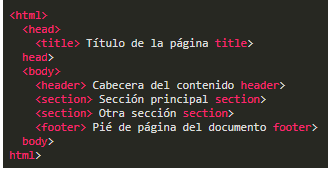 <html>
<head>
<title> Título de la página title>
head>
<body>
<header> Cabecera del contenido header>
<section> Sección principal section>
<section> Otra sección section>
<footer> Pié de página del documento footer>
body>
html>